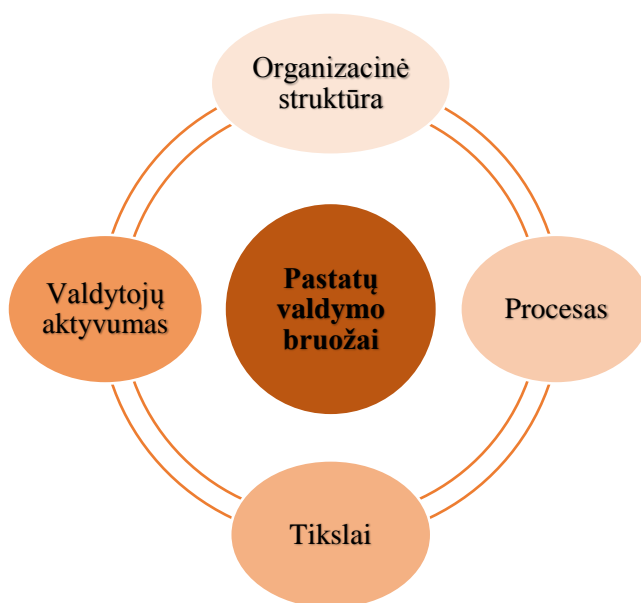 Organizacinė
struktūra
Valdytojų
aktyvumas
Pastatų
valdymo
bruožai
Procesas
Tikslai